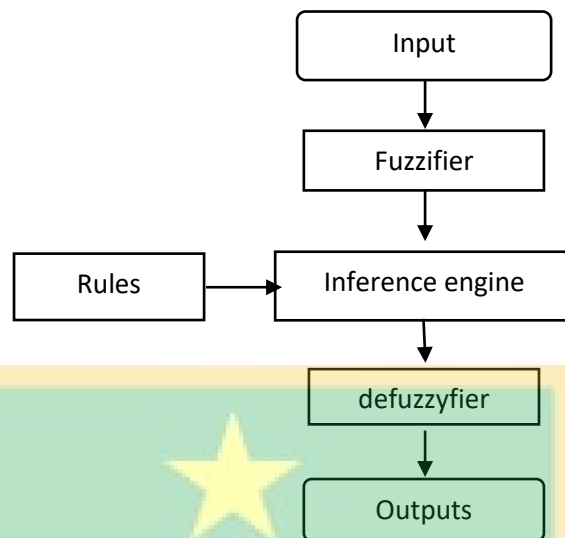 Input
Fuzzifier
Rules
Inference engine
defuzzyfier
Outputs